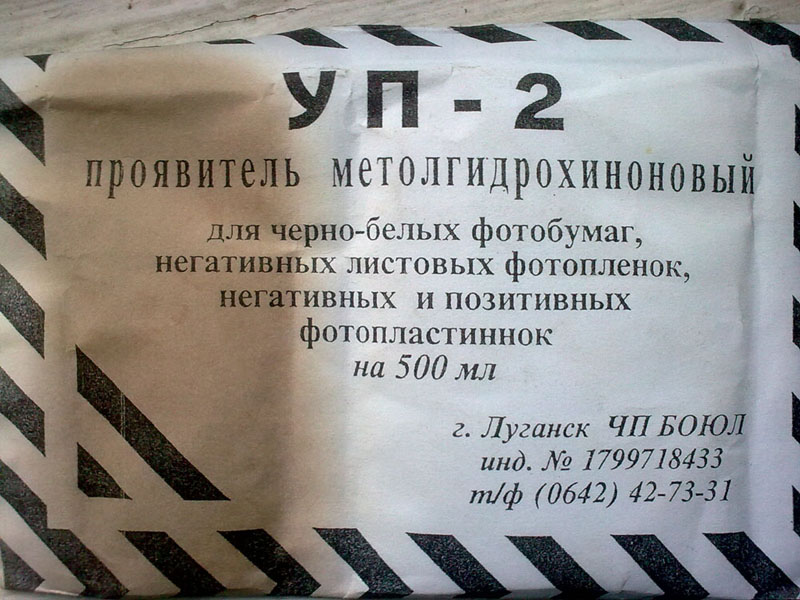 УП-2
проявитель метолгидрохиноновый
для черно-белых фотобумаг,
негативных листовых фотопленок,
негативных и позитивных
фотопластиннок
на 500 мл
г. Луганск ЧП БОЮЛ
инд. № 1799718433
т/ф (0642) 42-73-31